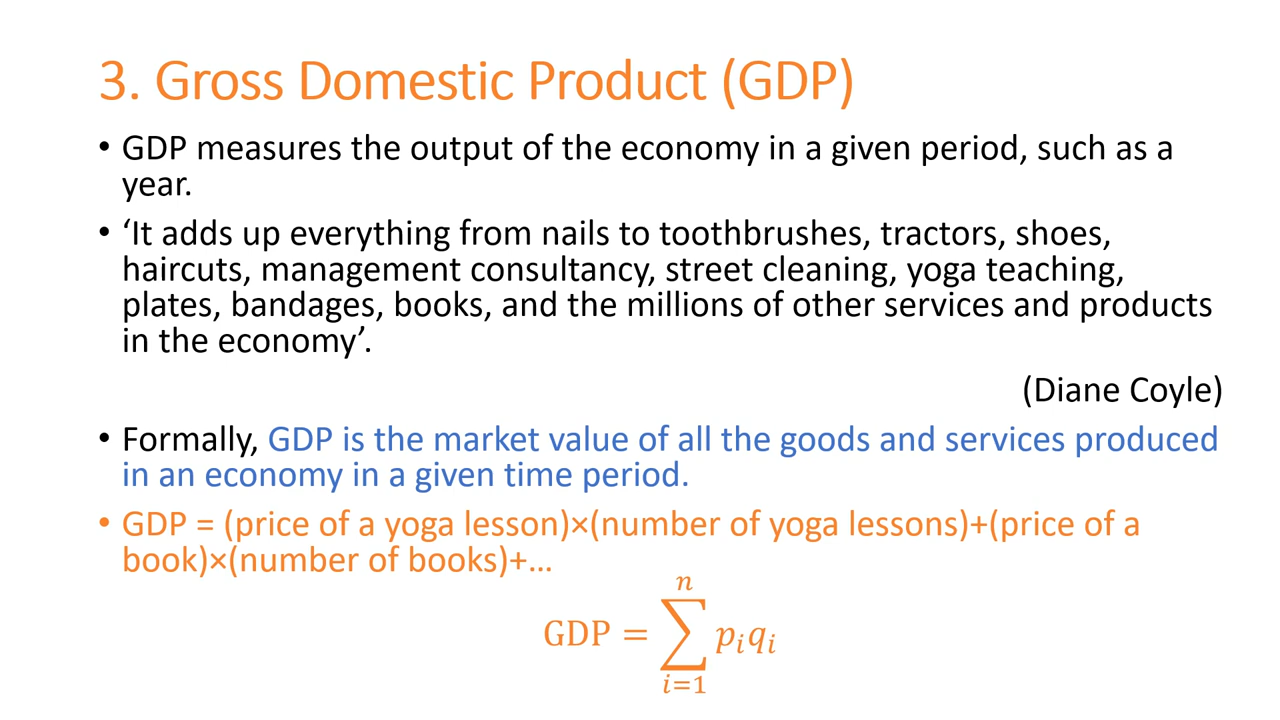 3. Gross Domestic Product (GDP)
• GDP measures the output of the economy in a given period, such as a
year.
• ‘It adds up everything from nails to toothbrushes, tractors, shoes,
haircuts, management consultancy, street cleaning, yoga teaching,
plates, bandages, books, and the millions of other services and products
in the economy’.
(Diane Coyle)
• Formally, GDP is the market value of all the goods and services produced
in an economy in a given time period.
• GDP = (price of a yoga lesson)×(number of yoga lessons)+(price of a
book)×(number of books)+…
n
GDP = ∑ pᵢqᵢ
i=1